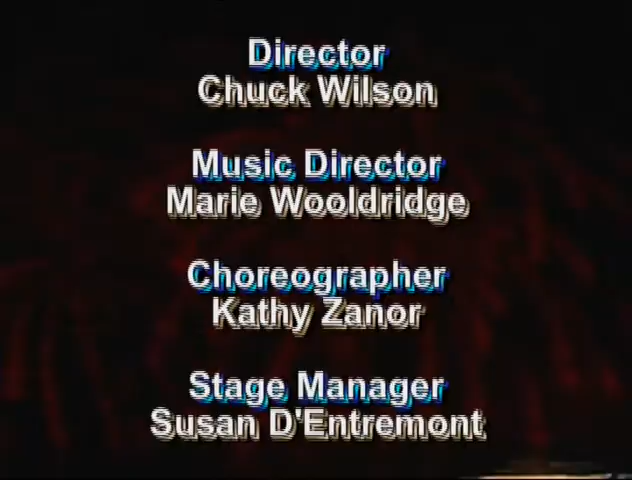 Director
Chuck Wilson
Music Director
Marie Wooldridge
Choreographer
Kathy Zanor
Stage Manager
Susan D'Entremont